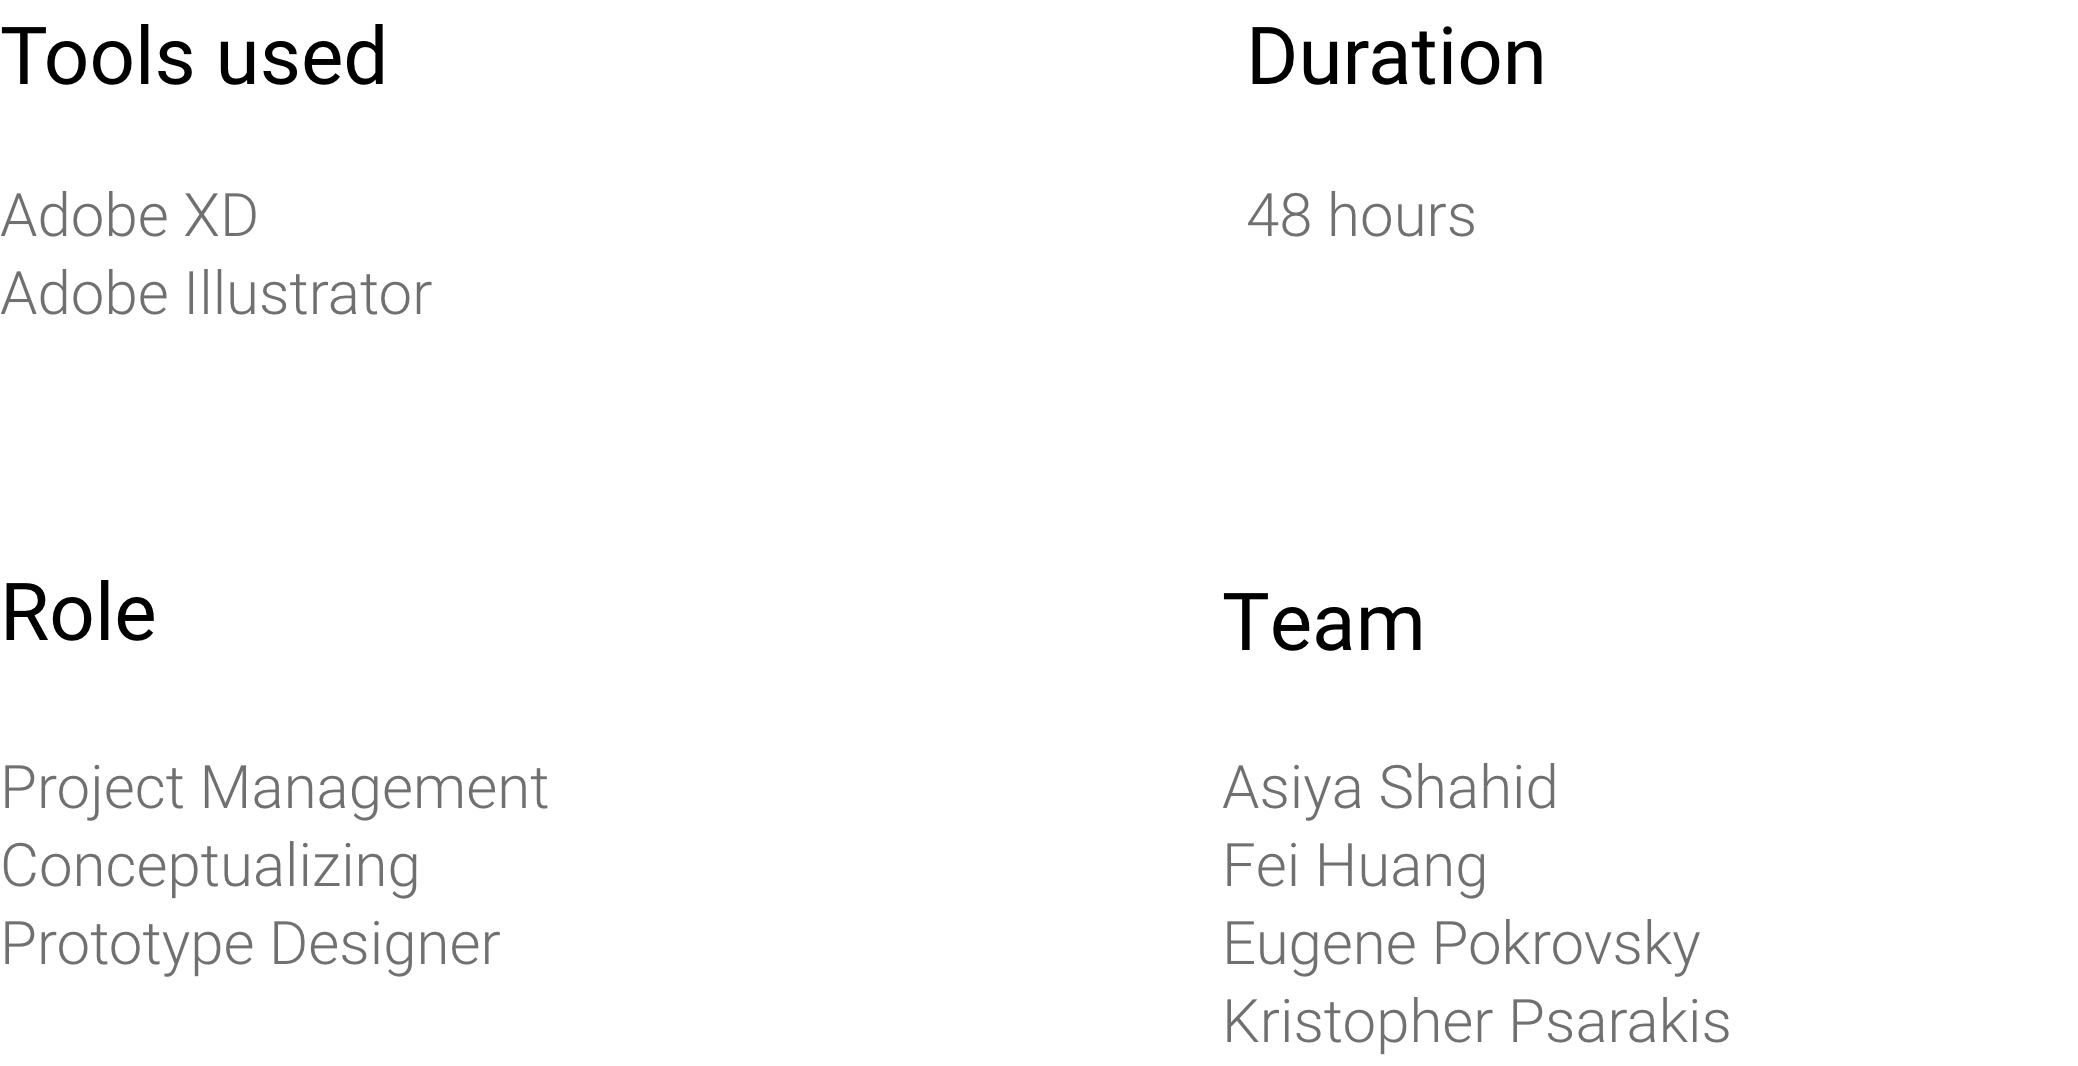 Tools used
Adobe XD
Adobe Illustrator
Duration
48 hours
Role
Project Management
Conceptualizing
Prototype Designer
Team
Asiya Shahid
Fei Huang
Eugene Pokrovsky
Kristopher Psarakis